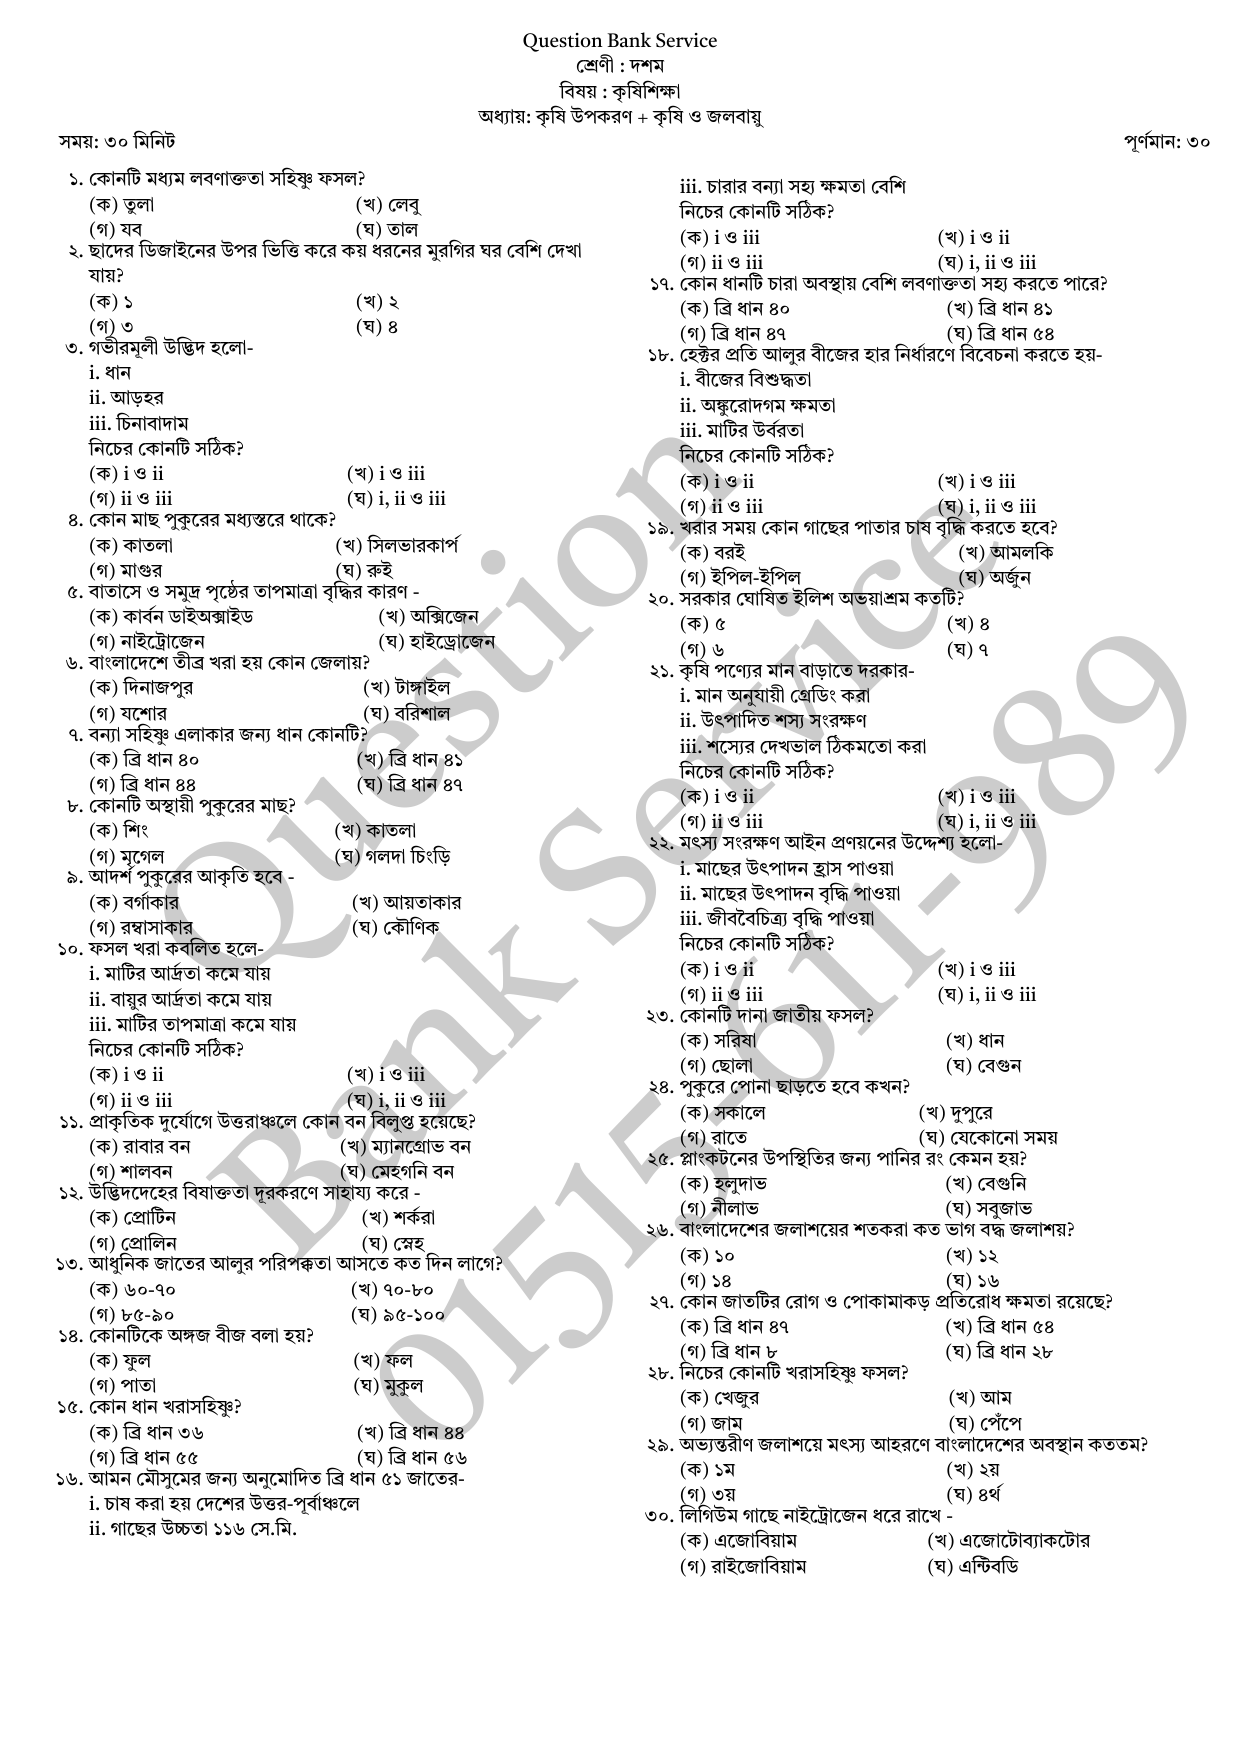 Question Bank Service
শ্রেণী : দশম
বিষয় : কৃষিশিক্ষা
অধ্যায়: কৃষি উপকরণ + কৃষি ও জলবায়ু
সময়: ৩০ মিনিট পূর্ণমান: ৩০
১. কোনটি মধ্যম লবণাক্ততা সহিষ্ণু ফসল?
(ক) তুলা (খ) লেবু
(গ) যব (ঘ) তাল
২. ছাদের ডিজাইনের উপর ভিত্তি করে কয় ধরনের মুরগির ঘর বেশি দেখা
যায়?
(ক) ১ (খ) ২
(গ) ৩ (ঘ) ৪
৩. গভীরমূলী উদ্ভিদ হলো-
i. ধান
ii. আড়হর
iii. চিনাবাদাম
নিচের কোনটি সঠিক?
(ক) i ও ii (খ) i ও iii
(গ) ii ও iii (ঘ) i, ii ও iii
৪. কোন মাছ পুকুরের মধ্যস্তরে থাকে?
(ক) কাতলা (খ) সিলভারকার্প
(গ) মাগুর (ঘ) রুই
৫. বাতাসে ও সমুদ্র পৃষ্ঠের তাপমাত্রা বৃদ্ধির কারণ -
(ক) কার্বন ডাইঅক্সাইড (খ) অক্সিজেন
(গ) নাইট্রোজেন (ঘ) হাইড্রোজেন
৬. বাংলাদেশে তীব্র খরা হয় কোন জেলায়?
(ক) দিনাজপুর (খ) টাঙ্গাইল
(গ) যশোর (ঘ) বরিশাল
৭. বন্যা সহিষ্ণু এলাকার জন্য ধান কোনটি?
(ক) ব্রি ধান ৪০ (খ) ব্রি ধান ৪১
(গ) ব্রি ধান ৪৪ (ঘ) ব্রি ধান ৪৭
৮. কোনটি অস্থায়ী পুকুরের মাছ?
(ক) শিং (খ) কাতলা
(গ) মৃগেল (ঘ) গলদা চিংড়ি
৯. আদর্শ পুকুরের আকৃতি হবে -
(ক) বর্গাকার (খ) আয়তাকার
(গ) রম্বাসাকার (ঘ) কৌণিক
১০. ফসল খরা কবলিত হলে-
i. মাটির আর্দ্রতা কমে যায়
ii. বায়ুর আর্দ্রতা কমে যায়
iii. মাটির তাপমাত্রা কমে যায়
নিচের কোনটি সঠিক?
(ক) i ও ii (খ) i ও iii
(গ) ii ও iii (ঘ) i, ii ও iii
১১. প্রাকৃতিক দুর্যোগে উত্তরাঞ্চলে কোন বন বিলুপ্ত হয়েছে?
(ক) রাবার বন (খ) ম্যানগ্রোভ বন
(গ) শালবন (ঘ) মেহগনি বন
১২. উদ্ভিদদেহের বিষাক্ততা দূরকরণে সাহায্য করে -
(ক) প্রোটিন (খ) শর্করা
(গ) প্রোলিন (ঘ) স্নেহ
১৩. আধুনিক জাতের আলুর পরিপক্কতা আসতে কত দিন লাগে?
(ক) ৬০-৭০ (খ) ৭০-৮০
(গ) ৮৫-৯০ (ঘ) ৯৫-১০০
১৪. কোনটিকে অঙ্গজ বীজ বলা হয়?
(ক) ফুল (খ) ফল
(গ) পাতা (ঘ) মুকুল
১৫. কোন ধান খরাসহিষ্ণু?
(ক) ব্রি ধান ৩৬ (খ) ব্রি ধান ৪৪
(গ) ব্রি ধান ৫৫ (ঘ) ব্রি ধান ৫৬
১৬. আমন মৌসুমের জন্য অনুমোদিত ব্রি ধান ৫১ জাতের-
i. চাষ করা হয় দেশের উত্তর-পূর্বাঞ্চলে
ii. গাছের উচ্চতা ১১৬ সে.মি.
iii. চারার বন্যা সহ্য ক্ষমতা বেশি
নিচের কোনটি সঠিক?
(ক) i ও iii (খ) i ও ii
(গ) ii ও iii (ঘ) i, ii ও iii
১৭. কোন ধানটি চারা অবস্থায় বেশি লবণাক্ততা সহ্য করতে পারে?
(ক) ব্রি ধান ৪০ (খ) ব্রি ধান ৪১
(গ) ব্রি ধান ৪৭ (ঘ) ব্রি ধান ৫৪
১৮. হেক্টর প্রতি আলুর বীজের হার নির্ধারণে বিবেচনা করতে হয়-
i. বীজের বিশুদ্ধতা
ii. অঙ্কুরোদগম ক্ষমতা
iii. মাটির উর্বরতা
নিচের কোনটি সঠিক?
(ক) i ও ii (খ) i ও iii
(গ) ii ও iii (ঘ) i, ii ও iii
১৯. খরার সময় কোন গাছের পাতার চাষ বৃদ্ধি করতে হবে?
(ক) বরই (খ) আমলকি
(গ) ইপিল-ইপিল (ঘ) অর্জুন
২০. সরকার ঘোষিত ইলিশ অভয়াশ্রম কতটি?
(ক) ৫ (খ) ৪
(গ) ৬ (ঘ) ৭
২১. কৃষি পণ্যের মান বাড়াতে দরকার-
i. মান অনুযায়ী গ্রেডিং করা
ii. উৎপাদিত শস্য সংরক্ষণ
iii. শস্যের দেখভাল ঠিকমতো করা
নিচের কোনটি সঠিক?
(ক) i ও ii (খ) i ও iii
(গ) ii ও iii (ঘ) i, ii ও iii
২২. মৎস্য সংরক্ষণ আইন প্রণয়নের উদ্দেশ্য হলো-
i. মাছের উৎপাদন হ্রাস পাওয়া
ii. মাছের উৎপাদন বৃদ্ধি পাওয়া
iii. জীববৈচিত্র্য বৃদ্ধি পাওয়া
নিচের কোনটি সঠিক?
(ক) i ও ii (খ) i ও iii
(গ) ii ও iii (ঘ) i, ii ও iii
২৩. কোনটি দানা জাতীয় ফসল?
(ক) সরিষা (খ) ধান
(গ) ছোলা (ঘ) বেগুন
২৪. পুকুরে পোনা ছাড়তে হবে কখন?
(ক) সকালে (খ) দুপুরে
(গ) রাতে (ঘ) যেকোনো সময়
২৫. প্লাংকটনের উপস্থিতির জন্য পানির রং কেমন হয়?
(ক) হলুদাভ (খ) বেগুনি
(গ) নীলাভ (ঘ) সবুজাভ
২৬. বাংলাদেশের জলাশয়ের শতকরা কত ভাগ বদ্ধ জলাশয়?
(ক) ১০ (খ) ১২
(গ) ১৪ (ঘ) ১৬
২৭. কোন জাতটির রোগ ও পোকামাকড় প্রতিরোধ ক্ষমতা রয়েছে?
(ক) ব্রি ধান ৪৭ (খ) ব্রি ধান ৫৪
(গ) ব্রি ধান ৮ (ঘ) ব্রি ধান ২৮
২৮. নিচের কোনটি খরাসহিষ্ণু ফসল?
(ক) খেজুর (খ) আম
(গ) জাম (ঘ) পেঁপে
২৯. অভ্যন্তরীণ জলাশয়ে মৎস্য আহরণে বাংলাদেশের অবস্থান কততম?
(ক) ১ম (খ) ২য়
(গ) ৩য় (ঘ) ৪র্থ
৩০. লিগিউম গাছে নাইট্রোজেন ধরে রাখে -
(ক) এজোবিয়াম (খ) এজোটোব্যাকটোর
(গ) রাইজোবিয়াম (ঘ) এন্টিবডি
Question
Bank Service
01515-611-989